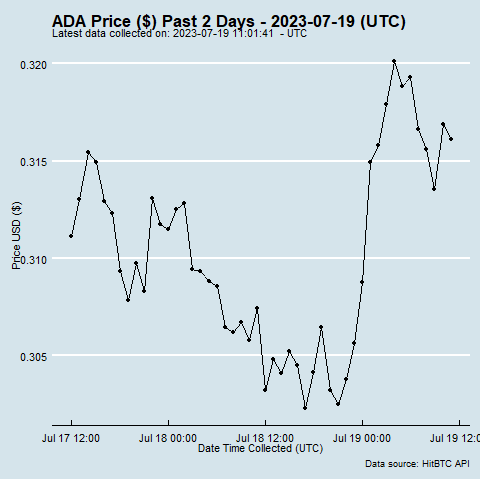 ADA Price ($) Past 2 Days - 2023-07-19 (UTC)
Latest data collected on: 2023-07-19 11:01:41 - UTC
0.320
0.315
0.310
0.305
Price USD ($)
Jul 17 12:00 Jul 18 00:00 Jul 18 12:00 Jul 19 00:00 Jul 19 12:
Date Time Collected (UTC)
Data source: HitBTC API